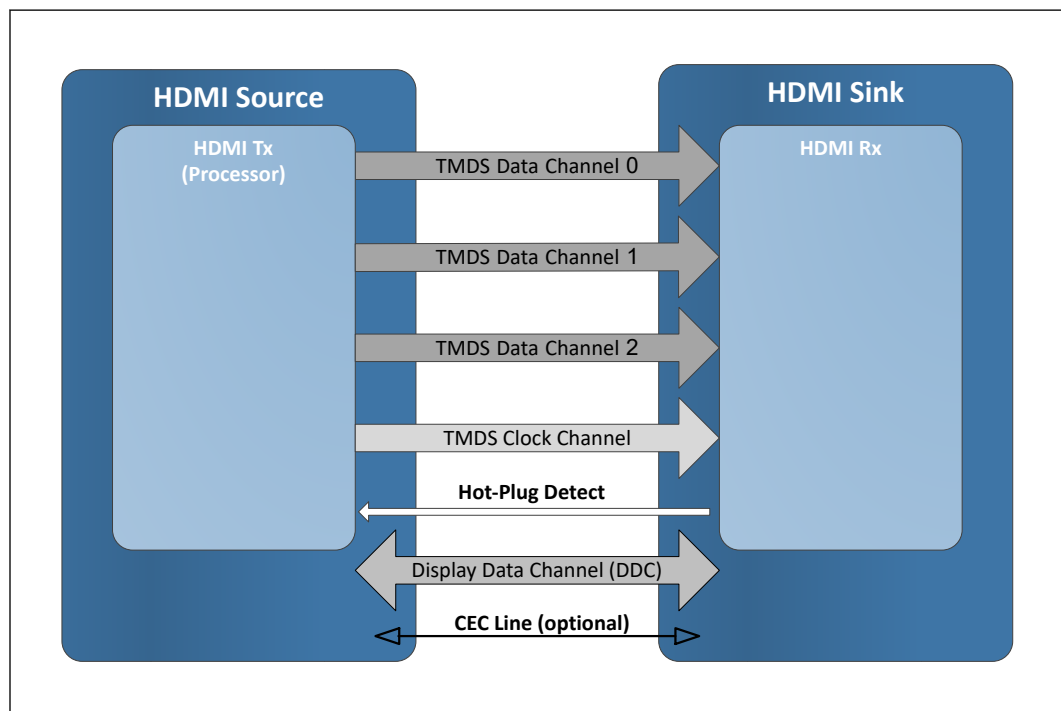 HDMI Source
HDMI Sink
HDMI Tx
(Processor)
HDMI Rx
TMDS Data Channel 0
TMDS Data Channel 1
TMDS Data Channel 2
TMDS Clock Channel
Hot-Plug Detect
Display Data Channel (DDC)
CEC Line (optional)